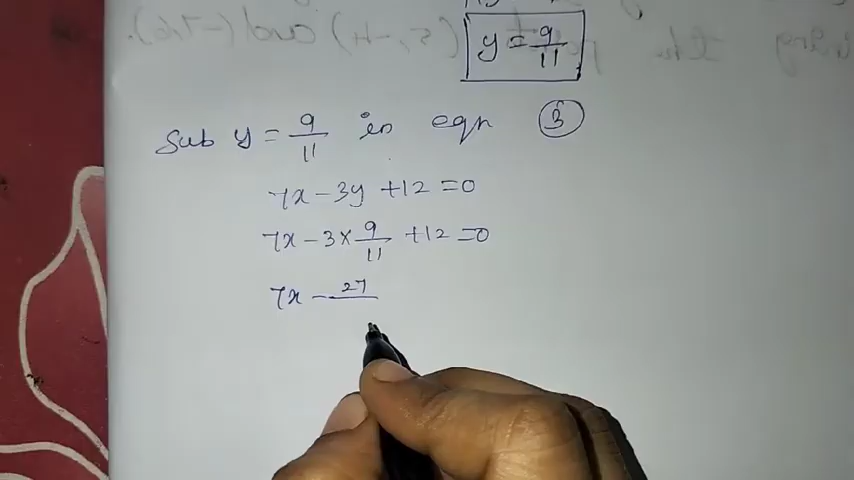 y = 9/11
Sub y = 9/11 in eqn ③
7x - 3y + 12 = 0
7x - 3 × 9/11 + 12 = 0
7x - 27